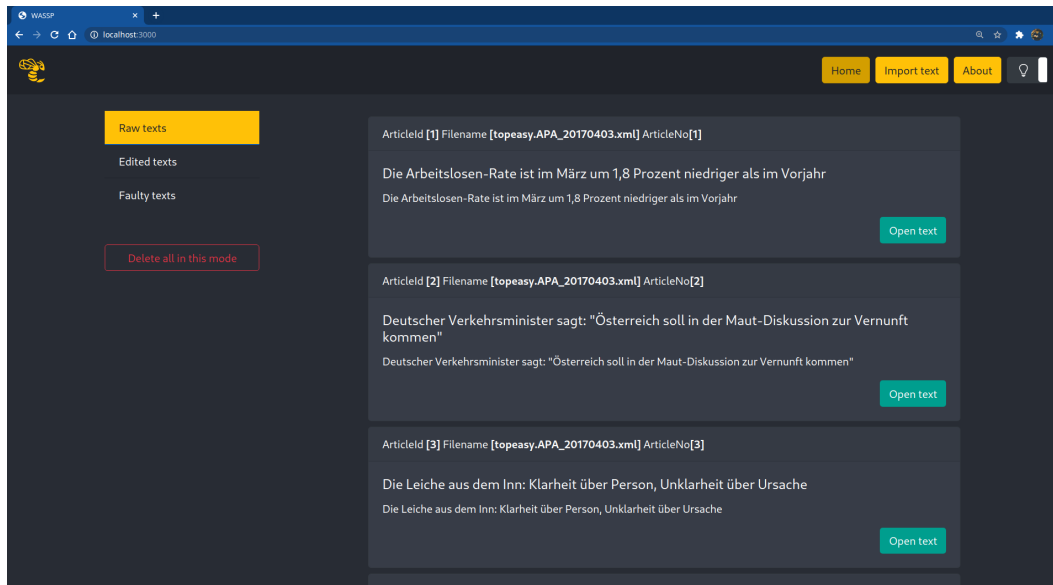 WASSP
localhost:3000
Home
Import text
About
Raw texts
Edited texts
Faulty texts
Delete all in this mode
ArticleId [1] Filename [topeasy.APA_20170403.xml] ArticleNo[1]
Die Arbeitslosen-Rate ist im März um 1,8 Prozent niedriger als im Vorjahr
Die Arbeitslosen-Rate ist im März um 1,8 Prozent niedriger als im Vorjahr
Open text
ArticleId [2] Filename [topeasy.APA_20170403.xml] ArticleNo[2]
Deutscher Verkehrsminister sagt: "Österreich soll in der Maut-Diskussion zur Vernunft
kommen"
Deutscher Verkehrsminister sagt: "Österreich soll in der Maut-Diskussion zur Vernunft kommen"
Open text
ArticleId [3] Filename [topeasy.APA_20170403.xml] ArticleNo[3]
Die Leiche aus dem Inn: Klarheit über Person, Unklarheit über Ursache
Die Leiche aus dem Inn: Klarheit über Person, Unklarheit über Ursache
Open text